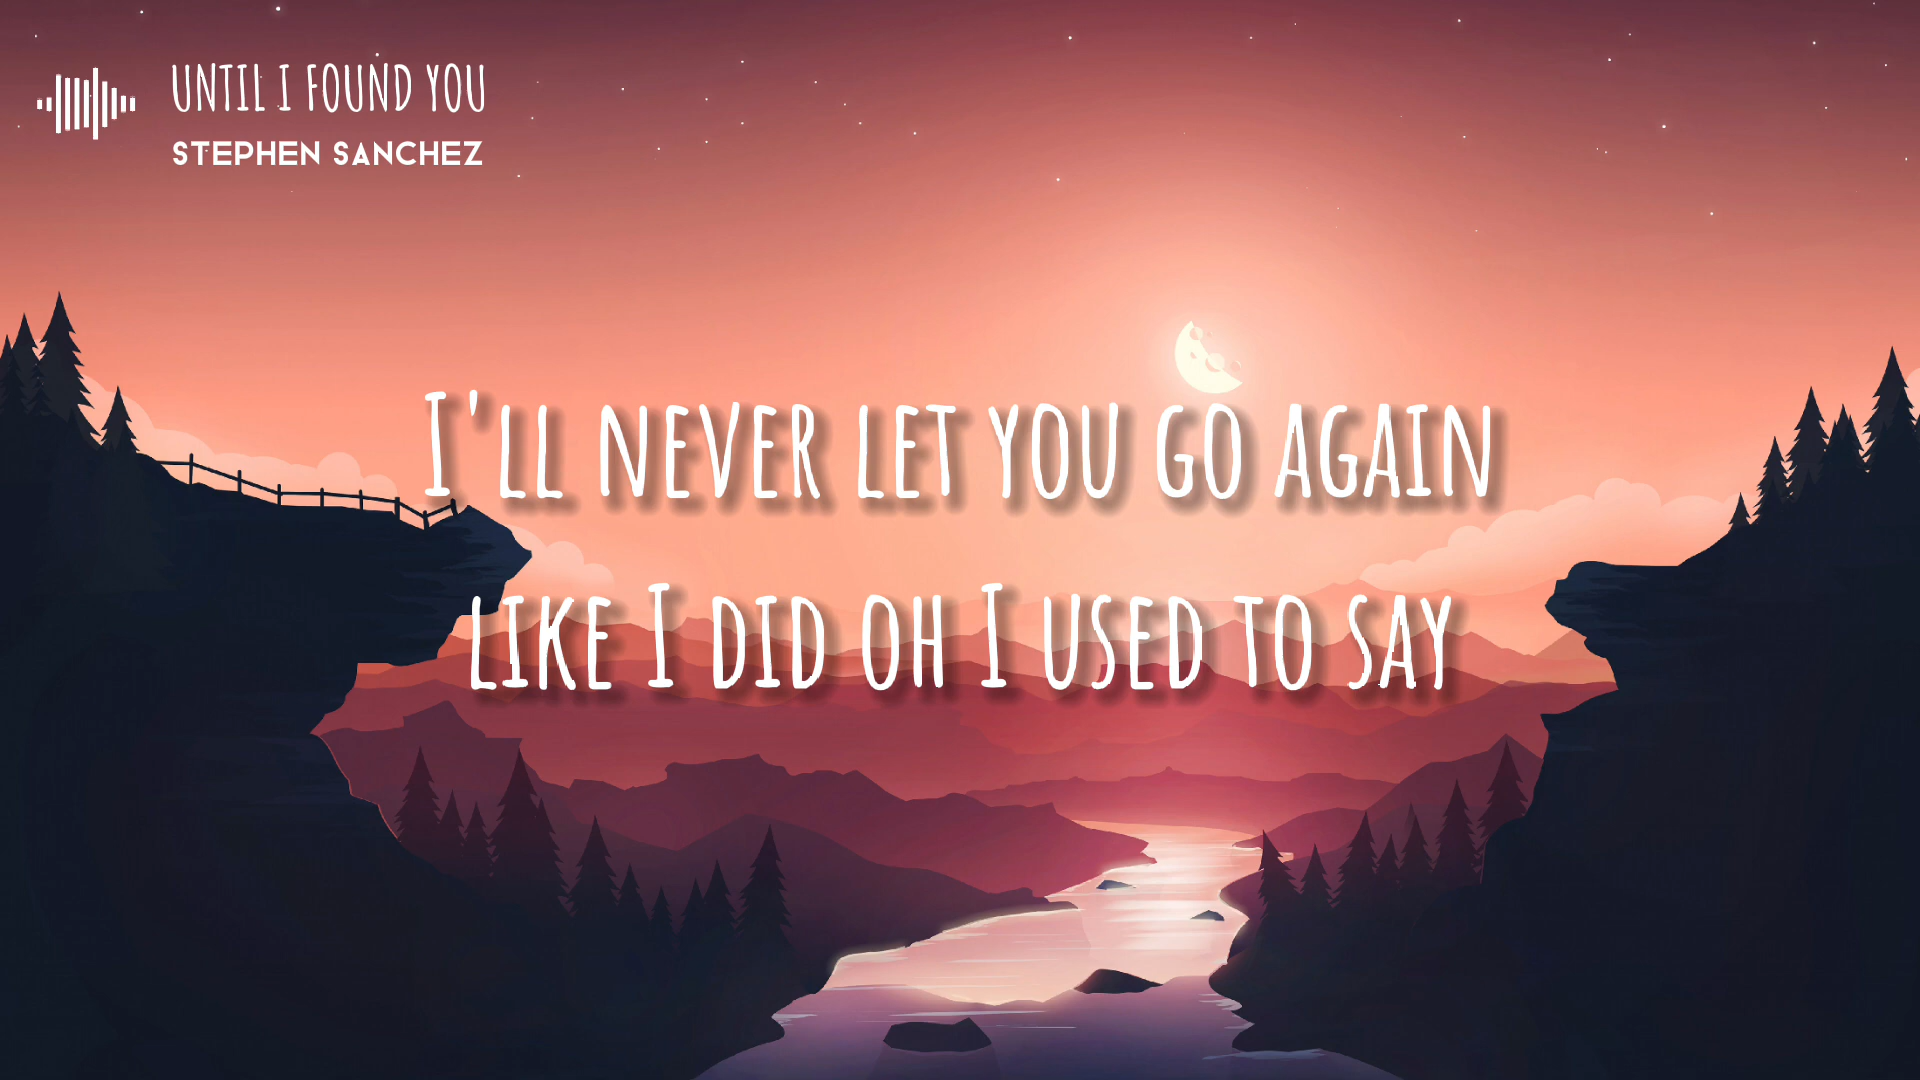 UNTIL I FOUND YOU
STEPHEN SANCHEZ
I'LL NEVER LET YOU GO AGAIN
LIKE I DID OH I USED TO SAY